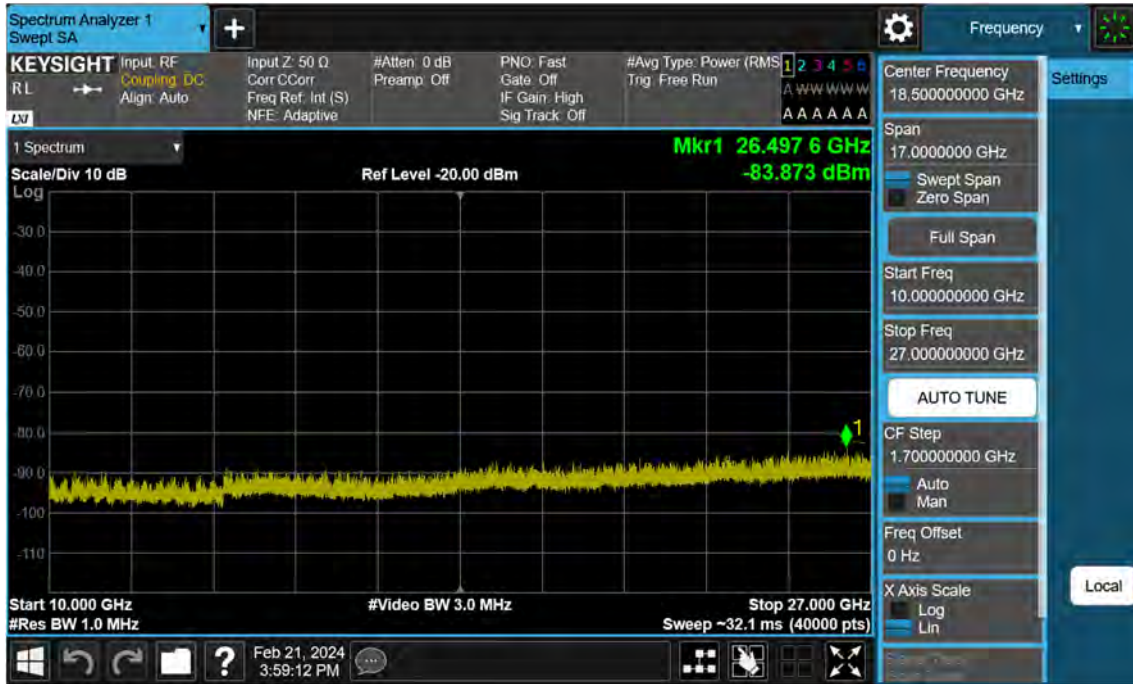 Spectrum Analyzer 1
Swept SA
+
Frequency
KEYSIGHT
RL
LXI
Input: RF
Coupling: DC
Align: Auto
Input Z: 50 Ω
Corr CCorr
Freq Ref: Int (S)
NFE: Adaptive
#Atten: 0 dB
Preamp: Off
PNO: Fast
Gate: Off
IF Gain: High
Sig Track: Off
#Avg Type: Power (RMS
Trig: Free Run
1 2 3 4 5 6
A W W W W W
A A A A A A
1 Spectrum
Scale/Div 10 dB
Ref Level -20.00 dBm
Mkr1 26.497 6 GHz
-83.873 dBm
Log
-30.0
-40.0
-50.0
-60.0
-70.0
-80.0
-90.0
-100
-110
1
Start 10.000 GHz
#Res BW 1.0 MHz
#Video BW 3.0 MHz
Stop 27.000 GHz
Sweep ~32.1 ms (40000 pts)
Center Frequency
18.500000000 GHz
Span
17.0000000 GHz
Swept Span
Zero Span
Full Span
Start Freq
10.000000000 GHz
Stop Freq
27.000000000 GHz
AUTO TUNE
CF Step
1.700000000 GHz
Auto
Man
Freq Offset
0 Hz
X Axis Scale
Log
Lin
Settings
Local
?
Feb 21, 2024
3:59:12 PM